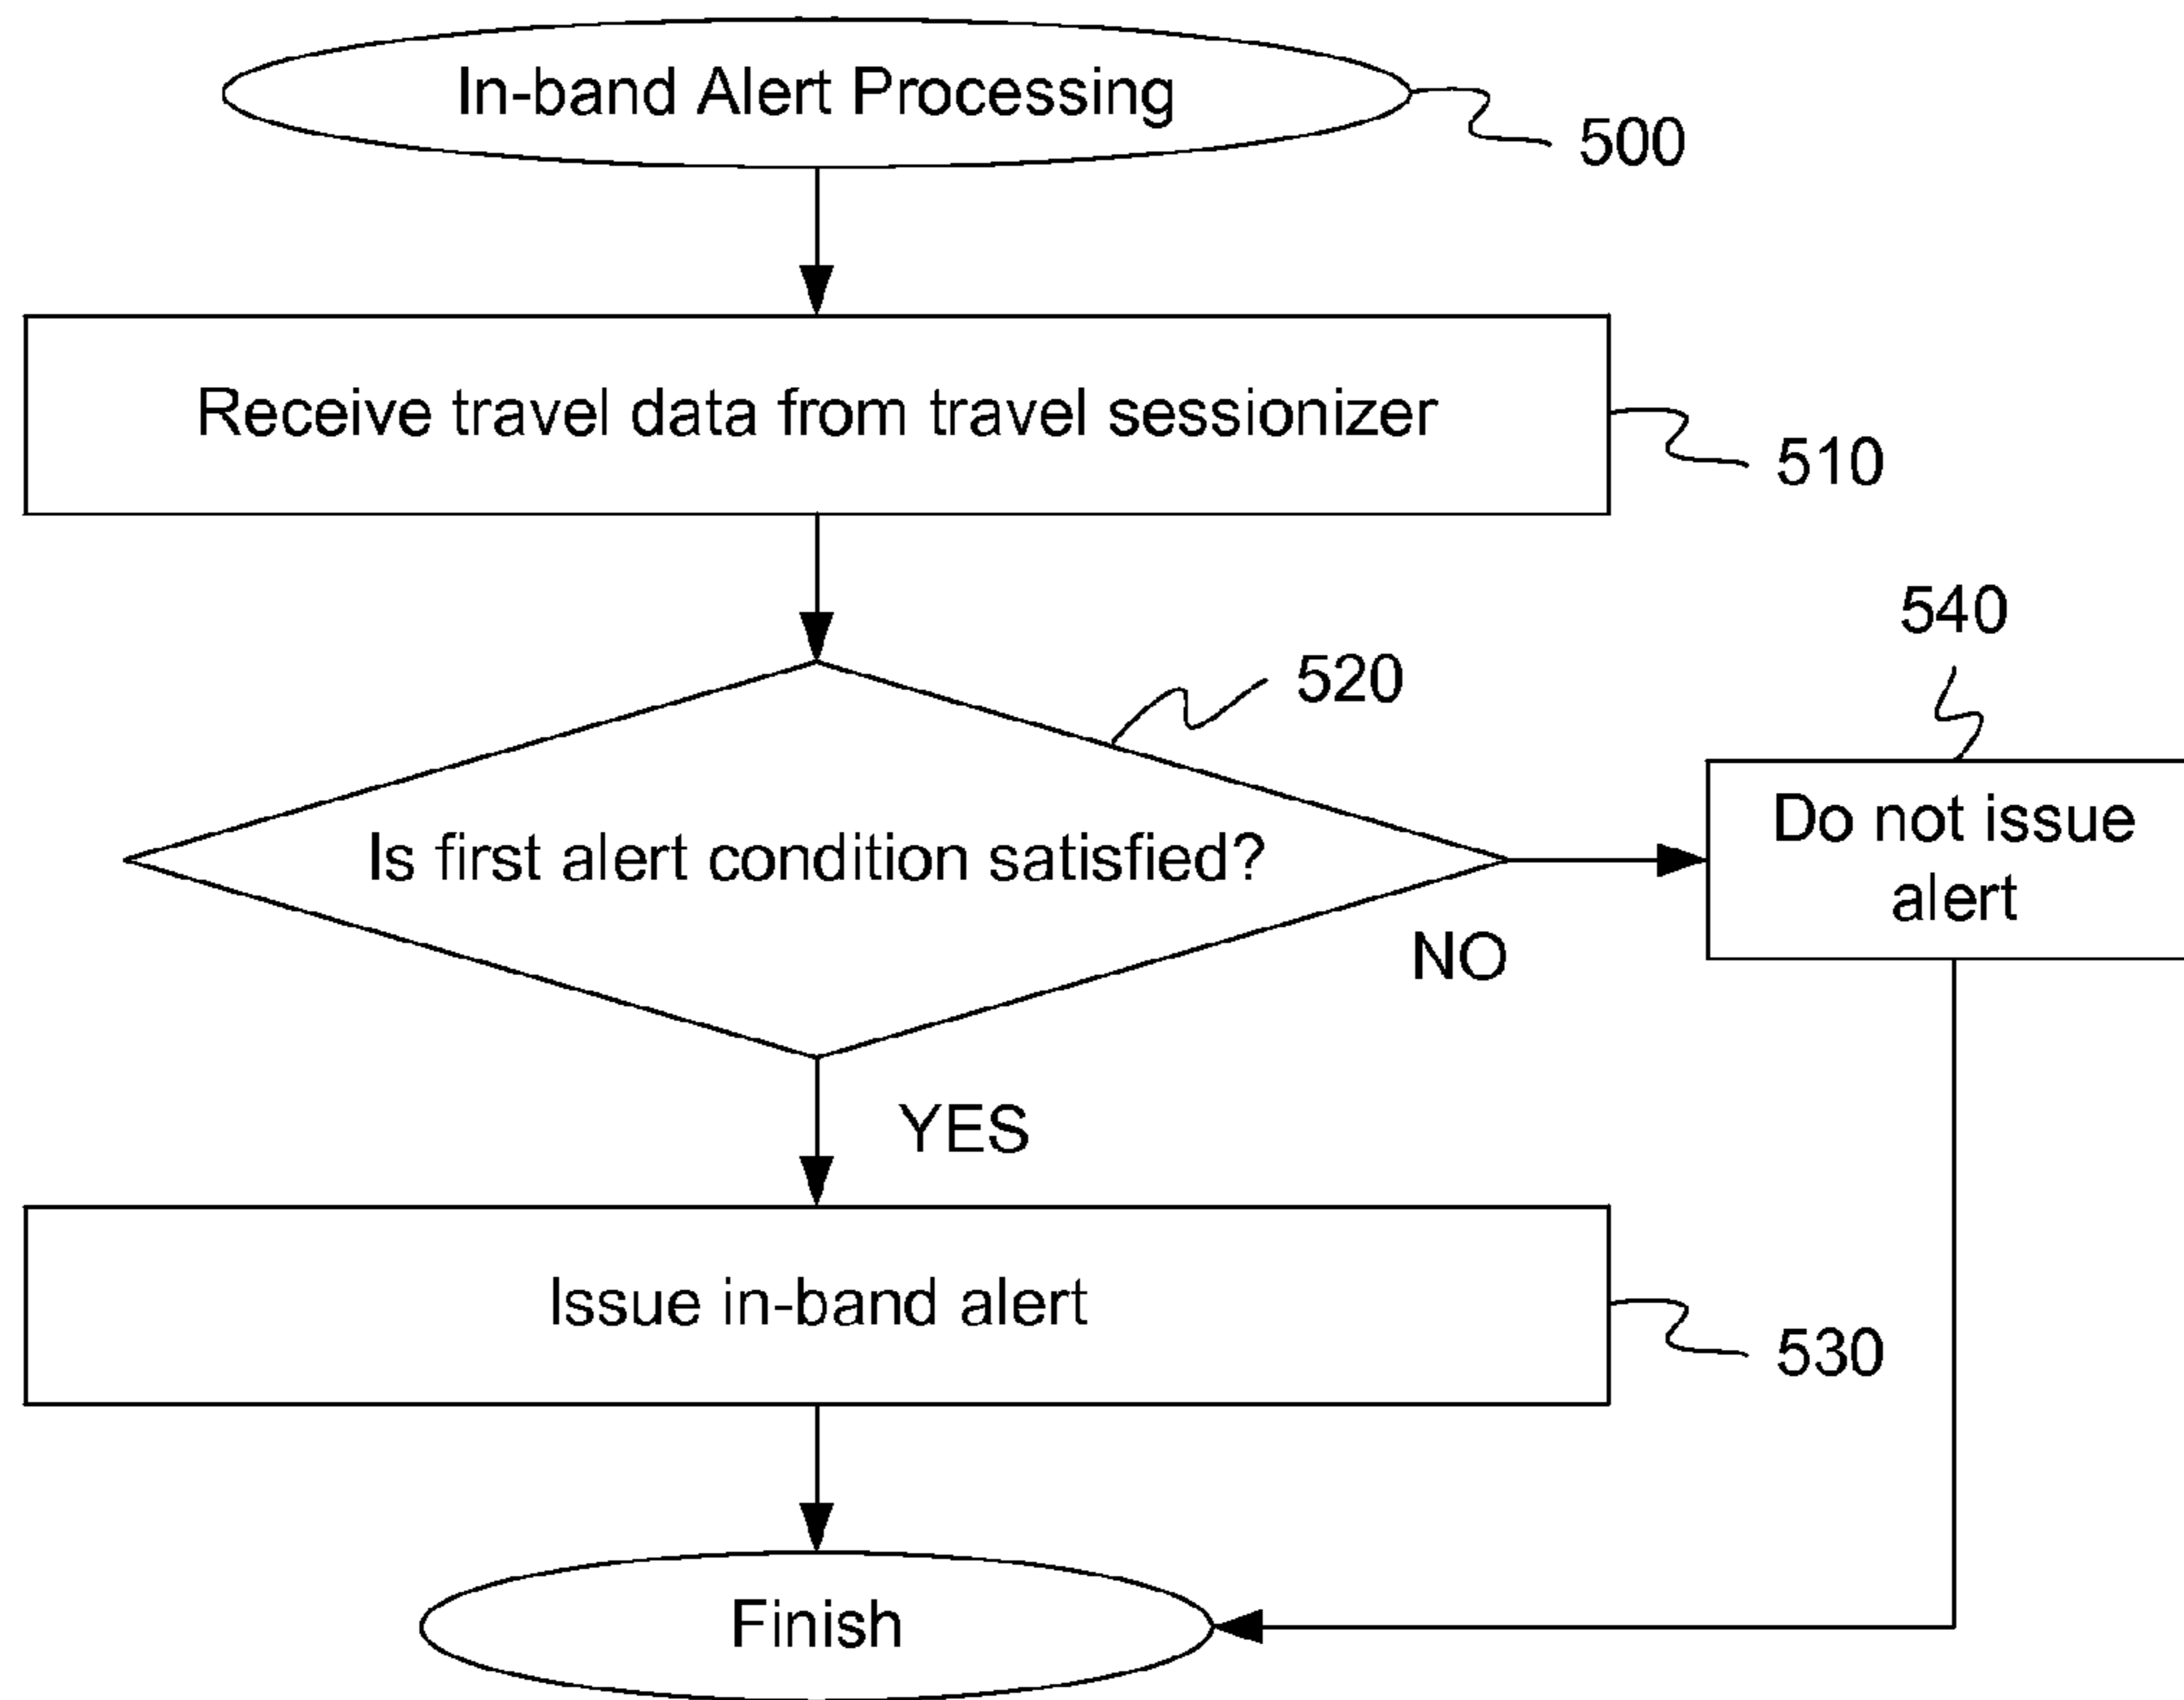 In-band Alert Processing
500
Receive travel data from travel sessionizer
510
540
520
Do not issue
alert
Is first alert condition satisfied?
NO
YES
Issue in-band alert
530
Finish